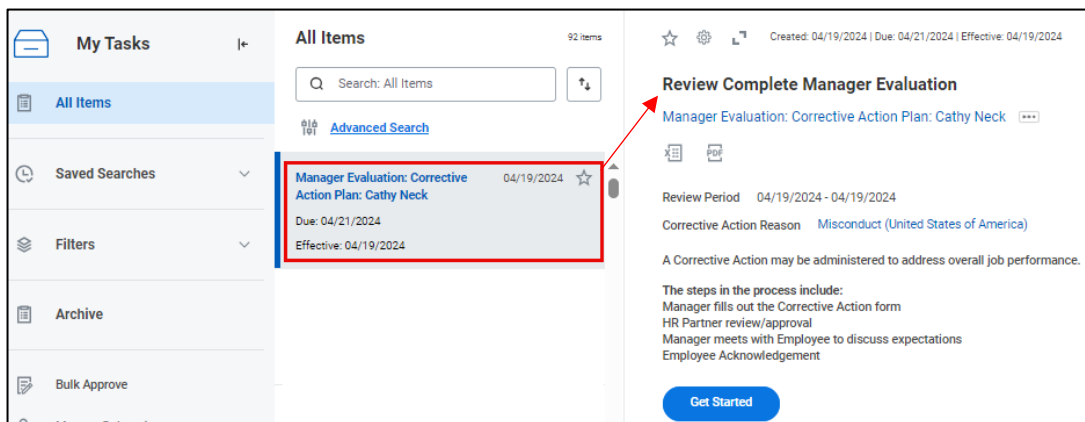 My Tasks
All Items
Saved Searches
Filters
Archive
Bulk Approve
All Items
92 items
Search: All Items
Advanced Search
Manager Evaluation: Corrective 04/19/2024
Action Plan: Cathy Neck
Due: 04/21/2024
Effective: 04/19/2024
Created: 04/19/2024 | Due: 04/21/2024 | Effective: 04/19/2024
Review Complete Manager Evaluation
Manager Evaluation: Corrective Action Plan: Cathy Neck
PDF
Review Period 04/19/2024 - 04/19/2024
Corrective Action Reason Misconduct (United States of America)
A Corrective Action may be administered to address overall job performance.
The steps in the process include:
Manager fills out the Corrective Action form
HR Partner review/approval
Manager meets with Employee to discuss expectations
Employee Acknowledgement
Get Started